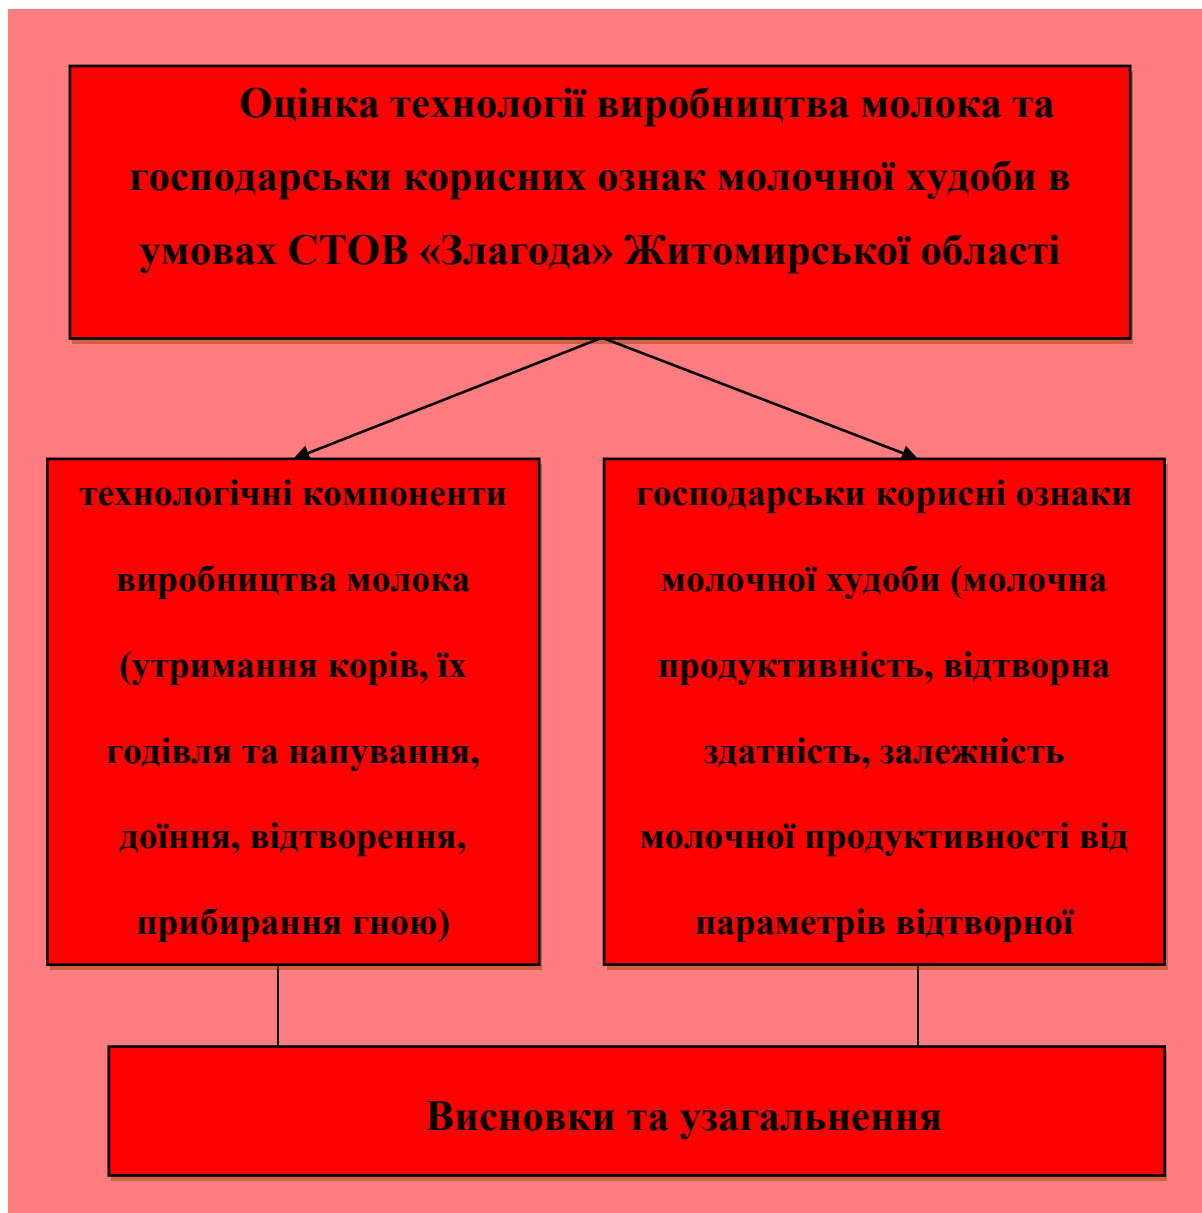 Оцінка технології виробництва молока та
господарськи корисних ознак молочної худоби в
умовах СТОВ «Злагода» Житомирської області
технологічні компоненти
виробництва молока
(утримання корів, їх
годівля та напування,
доїння, відтворення,
прибирання гною)
господарськи корисні ознаки
молочної худоби (молочна
продуктивність, відтворна
здатність, залежність
молочної продуктивності від
параметрів відтворної
Висновки та узагальнення